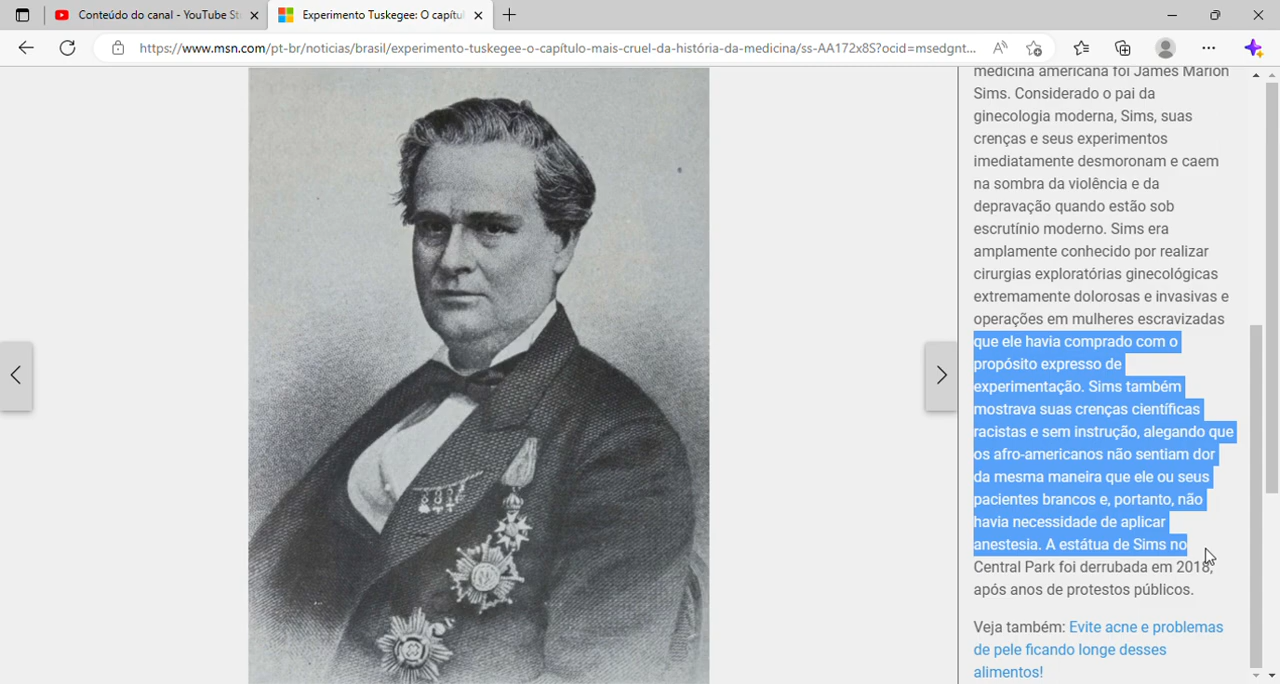 Conteúdo do canal - YouTube St
Experimento Tuskegee: O capítu
https://www.msn.com/pt-br/noticias/brasil/experimento-tuskegee-o-capítulo-mais-cruel-da-história-da-medicina/ss-AA172x8S?ocid=msedgnt...
medicina americana foi James Marion
Sims. Considerado o pai da
ginecologia moderna, Sims, suas
crenças e seus experimentos
imediatamente desmoronam e caem
na sombra da violência e da
depravação quando estão sob
escrutínio moderno. Sims era
amplamente conhecido por realizar
cirurgias exploratórias ginecológicas
extremamente dolorosas e invasivas e
operações em mulheres escravizadas
que ele havia comprado com o
propósito expresso de
experimentação. Sims também
mostrava suas crenças científicas
racistas e sem instrução, alegando que
os afro-americanos não sentiam dor
da mesma maneira que ele ou seus
pacientes brancos e, portanto, não
havia necessidade de aplicar
anestesia. A estátua de Sims no
Central Park foi derrubada em 2018,
após anos de protestos públicos.
Veja também: Evite acne e problemas
de pele ficando longe desses
alimentos!